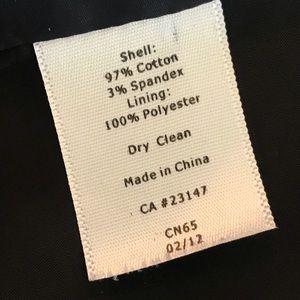 Shell:
97% Cotton
3% Spandex
Lining:
100% Polyester
Dry Clean
Made in China
CA #23147
CN65
02/12